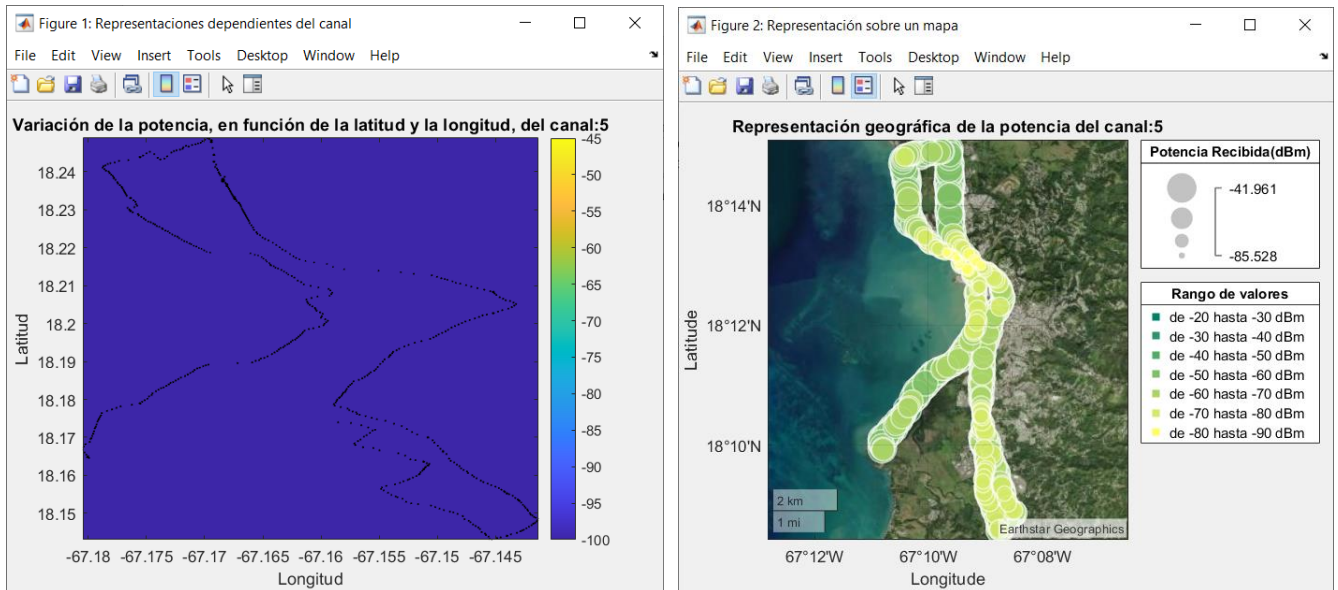 Figure 1: Representaciones dependientes del canal
File Edit View Insert Tools Desktop Window Help
Variación de la potencia, en función de la latitud y la longitud, del canal:5
18.24
18.23
18.22
18.21
18.2
18.19
18.18
18.17
18.16
18.15
Latitud
-67.18 -67.175 -67.17 -67.165 -67.16 -67.155 -67.15 -67.145
Longitud
-45
-50
-55
-60
-65
-70
-75
-80
-85
-90
-95
-100
Figure 2: Representación sobre un mapa
File Edit View Insert Tools Desktop Window Help
Representación geográfica de la potencia del canal:5
18°14'N
18°12'N
18°10'N
Latitude
2 km
1 mi
Earthstar Geographics
67°12'W 67°10'W 67°08'W
Longitude
Potencia Recibida(dBm)
-41.961
-85.528
Rango de valores
de -20 hasta -30 dBm
de -30 hasta -40 dBm
de -40 hasta -50 dBm
de -50 hasta -60 dBm
de -60 hasta -70 dBm
de -70 hasta -80 dBm
de -80 hasta -90 dBm